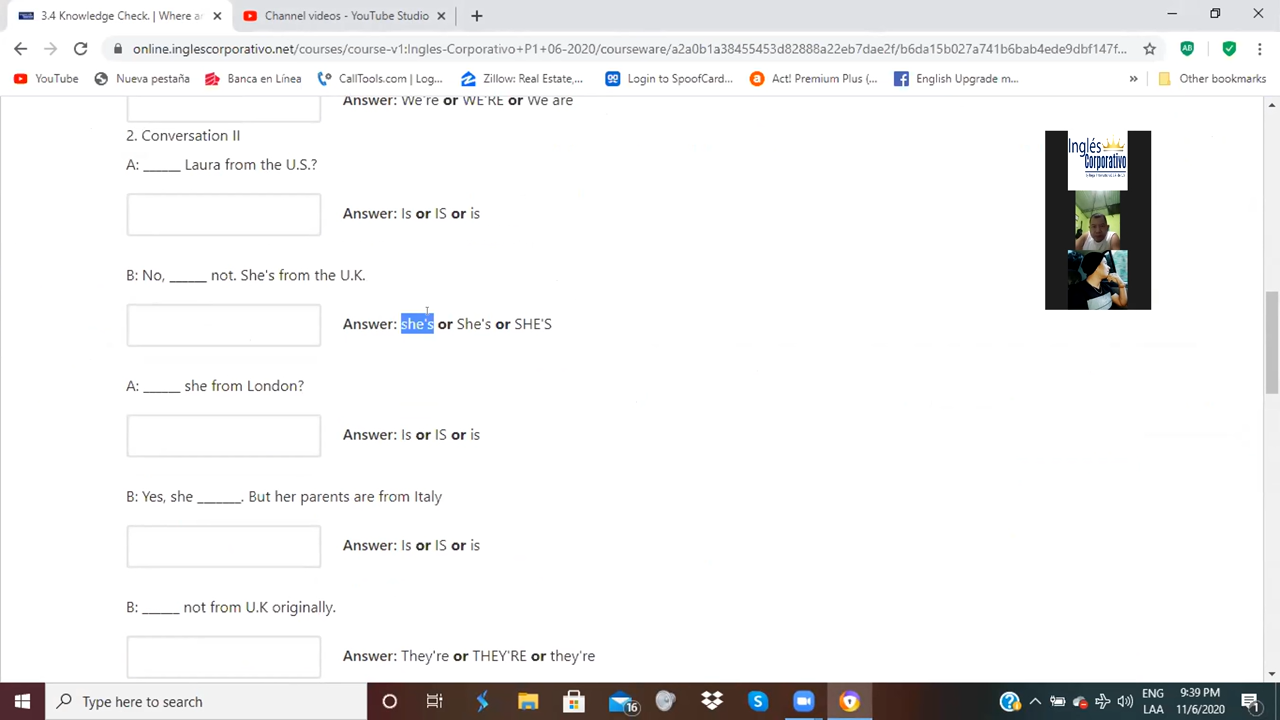 3.4 Knowledge Check. | Where a
Channel videos - YouTube Studio
online.inglescorporativo.net/courses/course-v1:Ingles-Corporativo+P1+06-2020/courseware/a2a0b1a38455453d82888a22eb7dae2f/b6da15b027a741b6bab4ede9dbf147f...
YouTube
Nueva pestaña
Banca en Línea
CallTools.com | Log...
Zillow: Real Estate,...
Login to SpoofCard...
Act! Premium Plus (...
English Upgrade m...
»
Other bookmarks
Answer: We're or WE'RE or We are
2. Conversation II
A: ______ Laura from the U.S.?
Answer: Is or IS or is
B: No, ______ not. She's from the U.K.
Answer: she's or She's or SHE'S
A: ______ she from London?
Answer: Is or IS or is
B: Yes, she _______. But her parents are from Italy
Answer: Is or IS or is
B: ______ not from U.K originally.
Answer: They're or THEY'RE or they're
Inglés
Corporativo
Type here to search
16
ENG
LAA
9:39 PM
11/6/2020
1